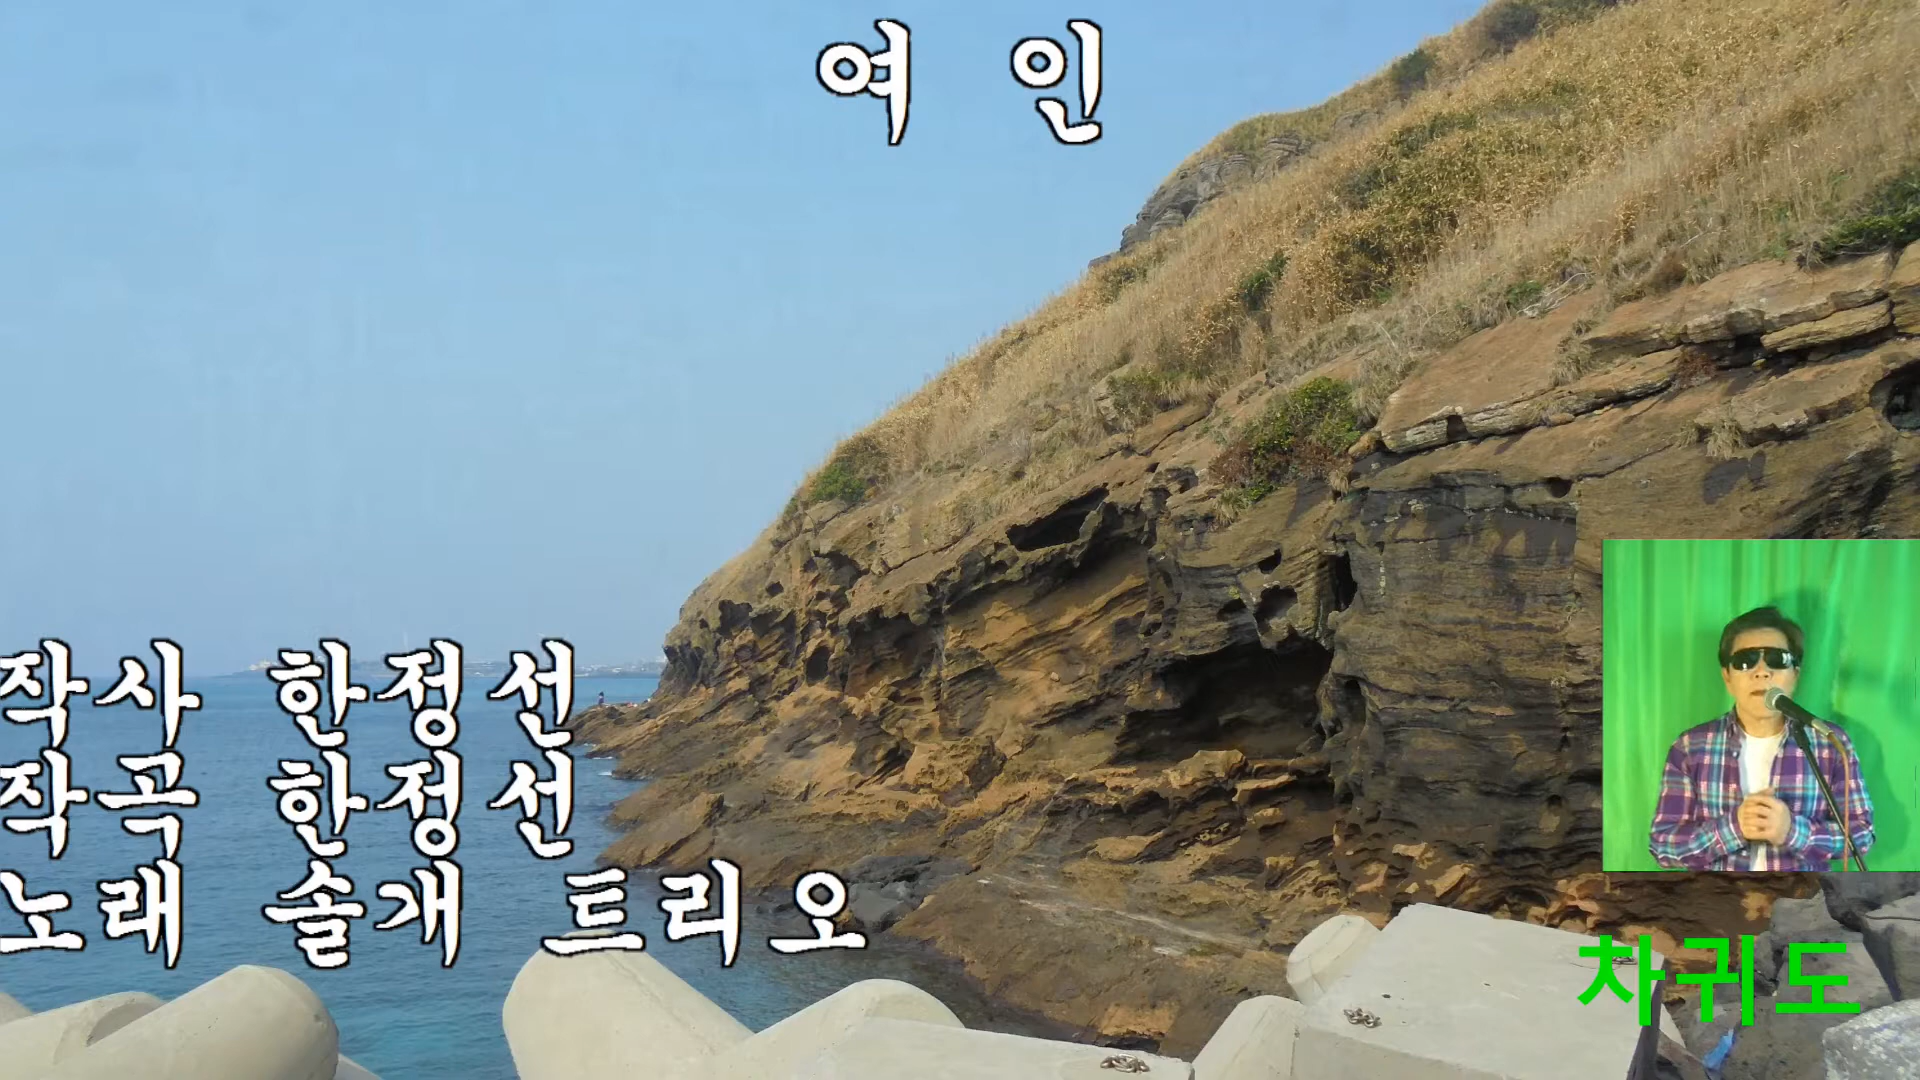 여 인
작사 한정선
작곡 한정선
노래 솔개 트리오
차귀도